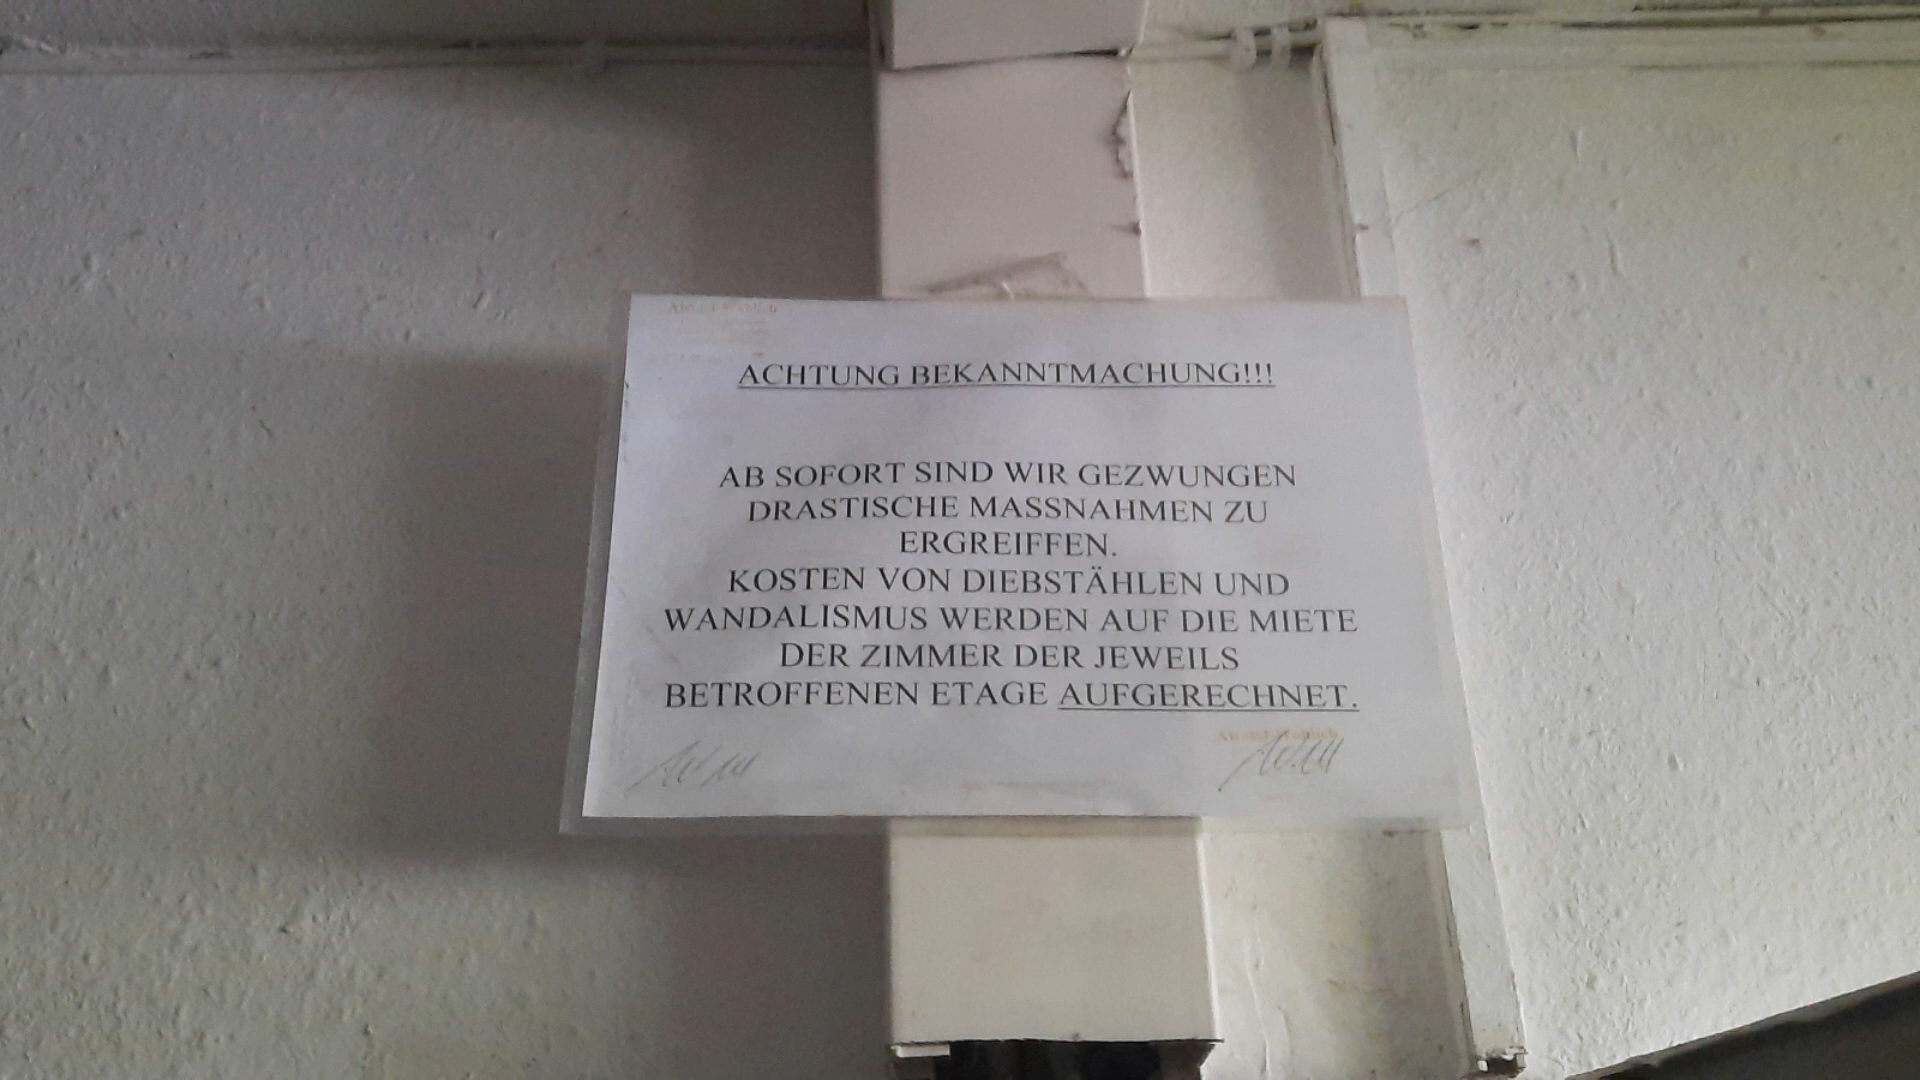 ACHTUNG BEKANNTMACHUNG!!!
AB SOFORT SIND WIR GEZWUNGEN
DRASTISCHE MASSNAHMEN ZU
ERGREIFFEN.
KOSTEN VON DIEBSTÄHLEN UND
WANDALISMUS WERDEN AUF DIE MIETE
DER ZIMMER DER JEWEILS
BETROFFENEN ETAGE AUFGERECHNET.